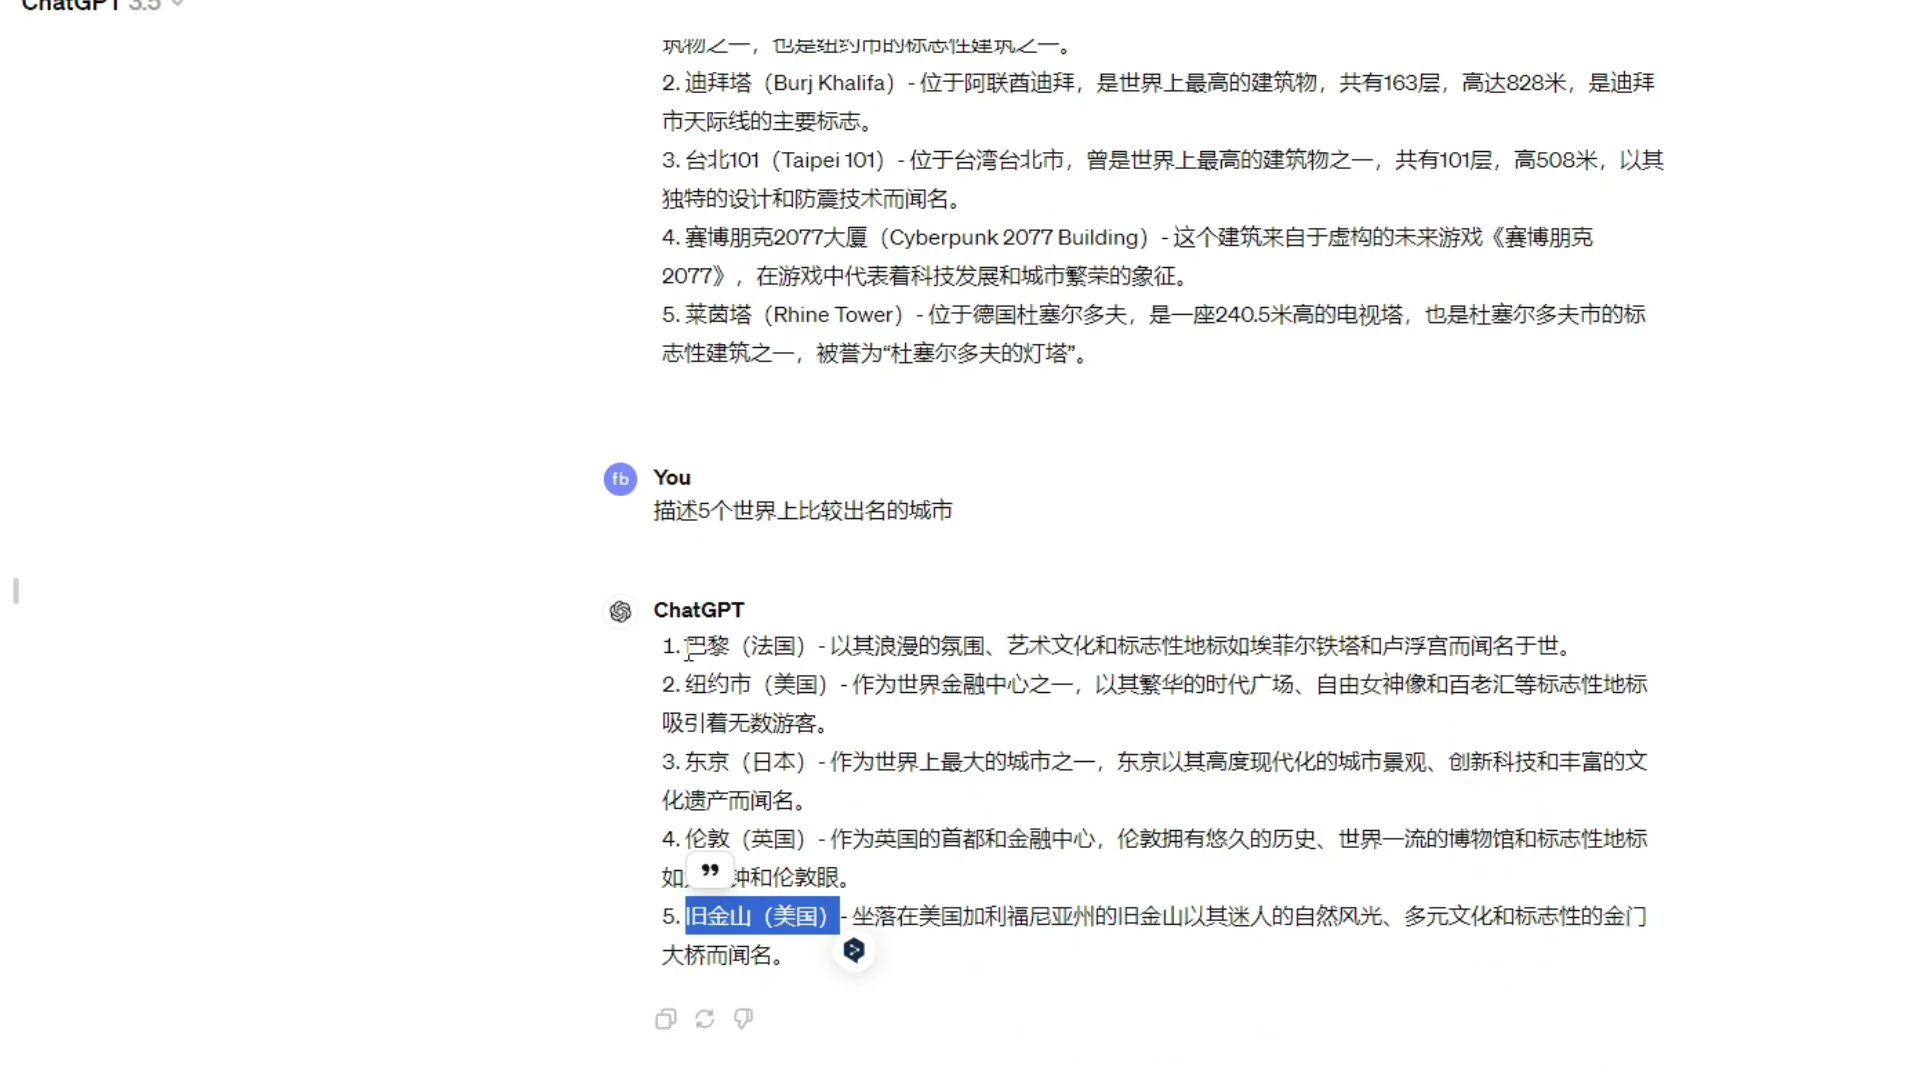 ChatGPT 3.5
筑物之一，也是纽约市的标志性建筑之一。
2. 迪拜塔（Burj Khalifa）- 位于阿联酋迪拜，是世界上最高的建筑物，共有163层，高达828米，是迪拜
市天际线的主要标志。
3. 台北101（Taipei 101）- 位于台湾台北市，曾是世界上最高的建筑物之一，共有101层，高508米，以其
独特的设计和防震技术而闻名。
4. 赛博朋克2077大厦（Cyberpunk 2077 Building）- 这个建筑来自于虚构的未来游戏《赛博朋克
2077》，在游戏中代表着科技发展和城市繁荣的象征。
5. 莱茵塔（Rhine Tower）- 位于德国杜塞尔多夫，是一座240.5米高的电视塔，也是杜塞尔多夫市的标
志性建筑之一，被誉为“杜塞尔多夫的灯塔”。
fb You
描述5个世界上比较出名的城市
ChatGPT
1. 巴黎（法国）- 以其浪漫的氛围、艺术文化和标志性地标如埃菲尔铁塔和卢浮宫而闻名于世。
2. 纽约市（美国）- 作为世界金融中心之一，以其繁华的时代广场、自由女神像和百老汇等标志性地标
吸引着无数游客。
3. 东京（日本）- 作为世界上最大的城市之一，东京以其高度现代化的城市景观、创新科技和丰富的文
化遗产而闻名。
4. 伦敦（英国）- 作为英国的首都和金融中心，伦敦拥有悠久的历史、世界一流的博物馆和标志性地标
如 钟和伦敦眼。
5. 旧金山（美国）- 坐落在美国加利福尼亚州的旧金山以其迷人的自然风光、多元文化和标志性的金门
大桥而闻名。